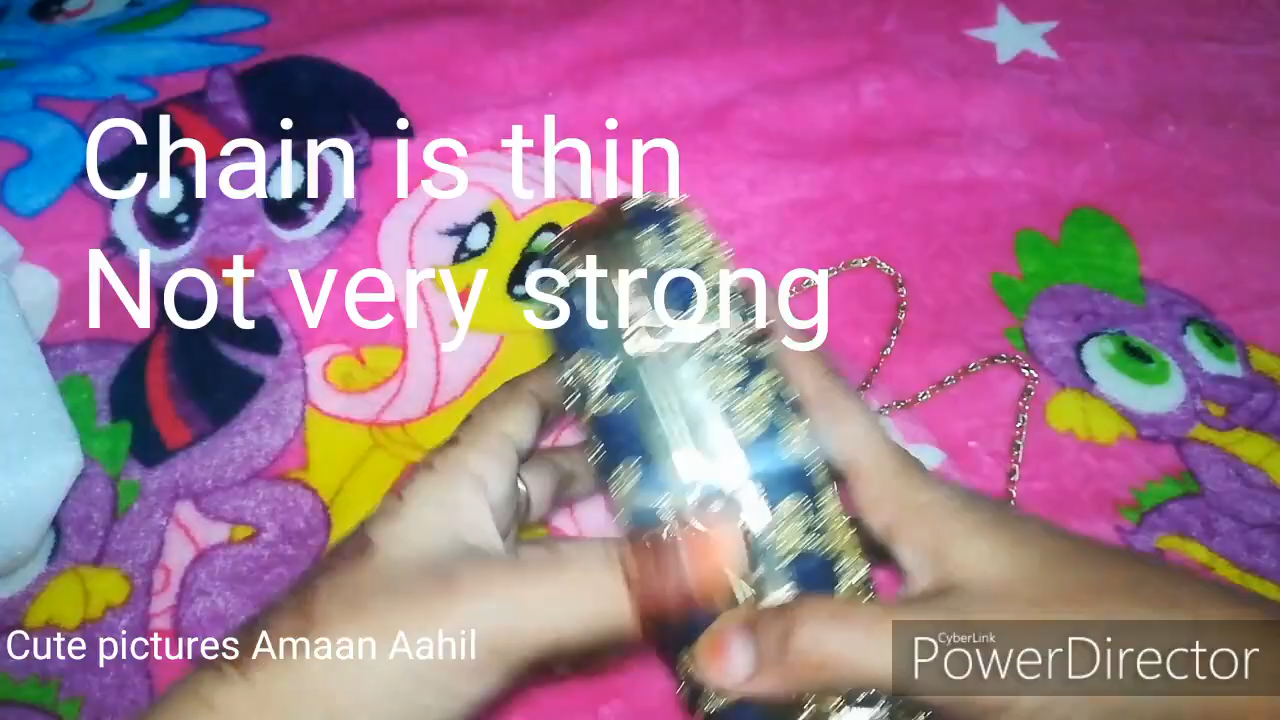 Chain is thin
Not very strong
Cute pictures Amaan Aahil
CyberLink
PowerDirector